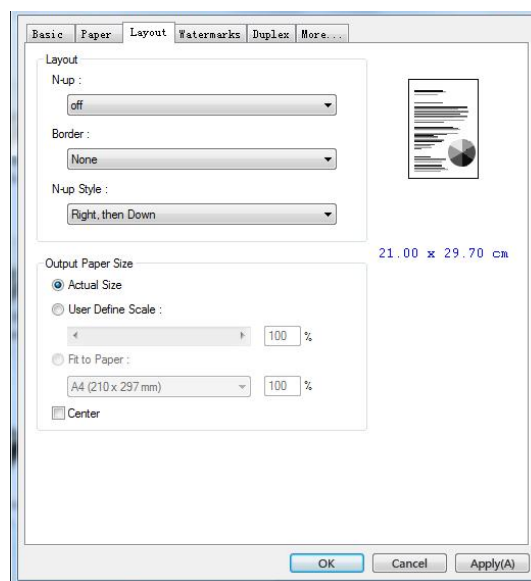 Basic Paper Layout Watermarks Duplex More...
Layout
N-up :
off
Border :
None
N-up Style :
Right, then Down
21.00 x 29.70 cm
Output Paper Size
Actual Size
User Define Scale :
100 %
Fit to Paper :
A4 (210 x 297 mm) 100 %
Center
OK Cancel Apply(A)